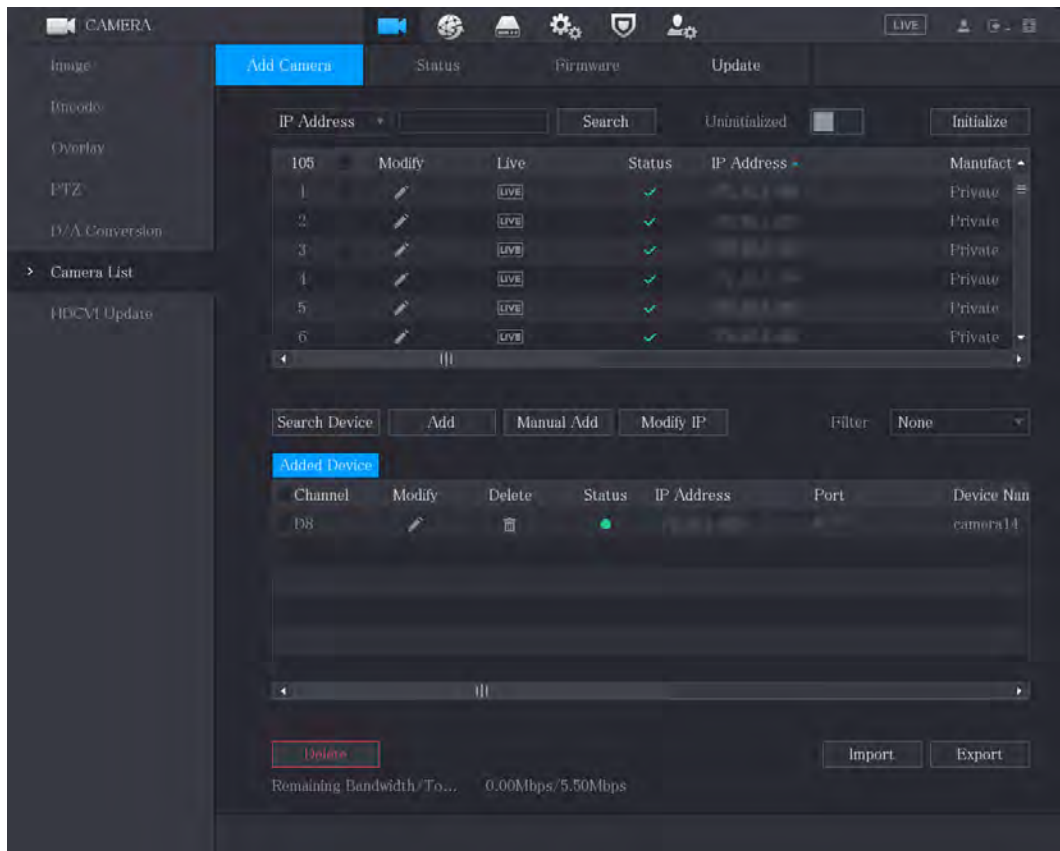 CAMERA
LIVE
Image
Encode
Overlay
PTZ
D/A Conversion
Camera List
HDCVI Update
Add Camera Status Firmware Update
IP Address Search Uninitialized Initialize
105 Modify Live Status IP Address Manufact
1 LIVE Private
2 LIVE Private
3 LIVE Private
4 LIVE Private
5 LIVE Private
6 LIVE Private
Search Device Add Manual Add Modify IP Filter None
Added Device
Channel Modify Delete Status IP Address Port Device Nan
D8 camera14
Delete Import Export
Remaining Bandwidth/To... 0.00Mbps/5.50Mbps